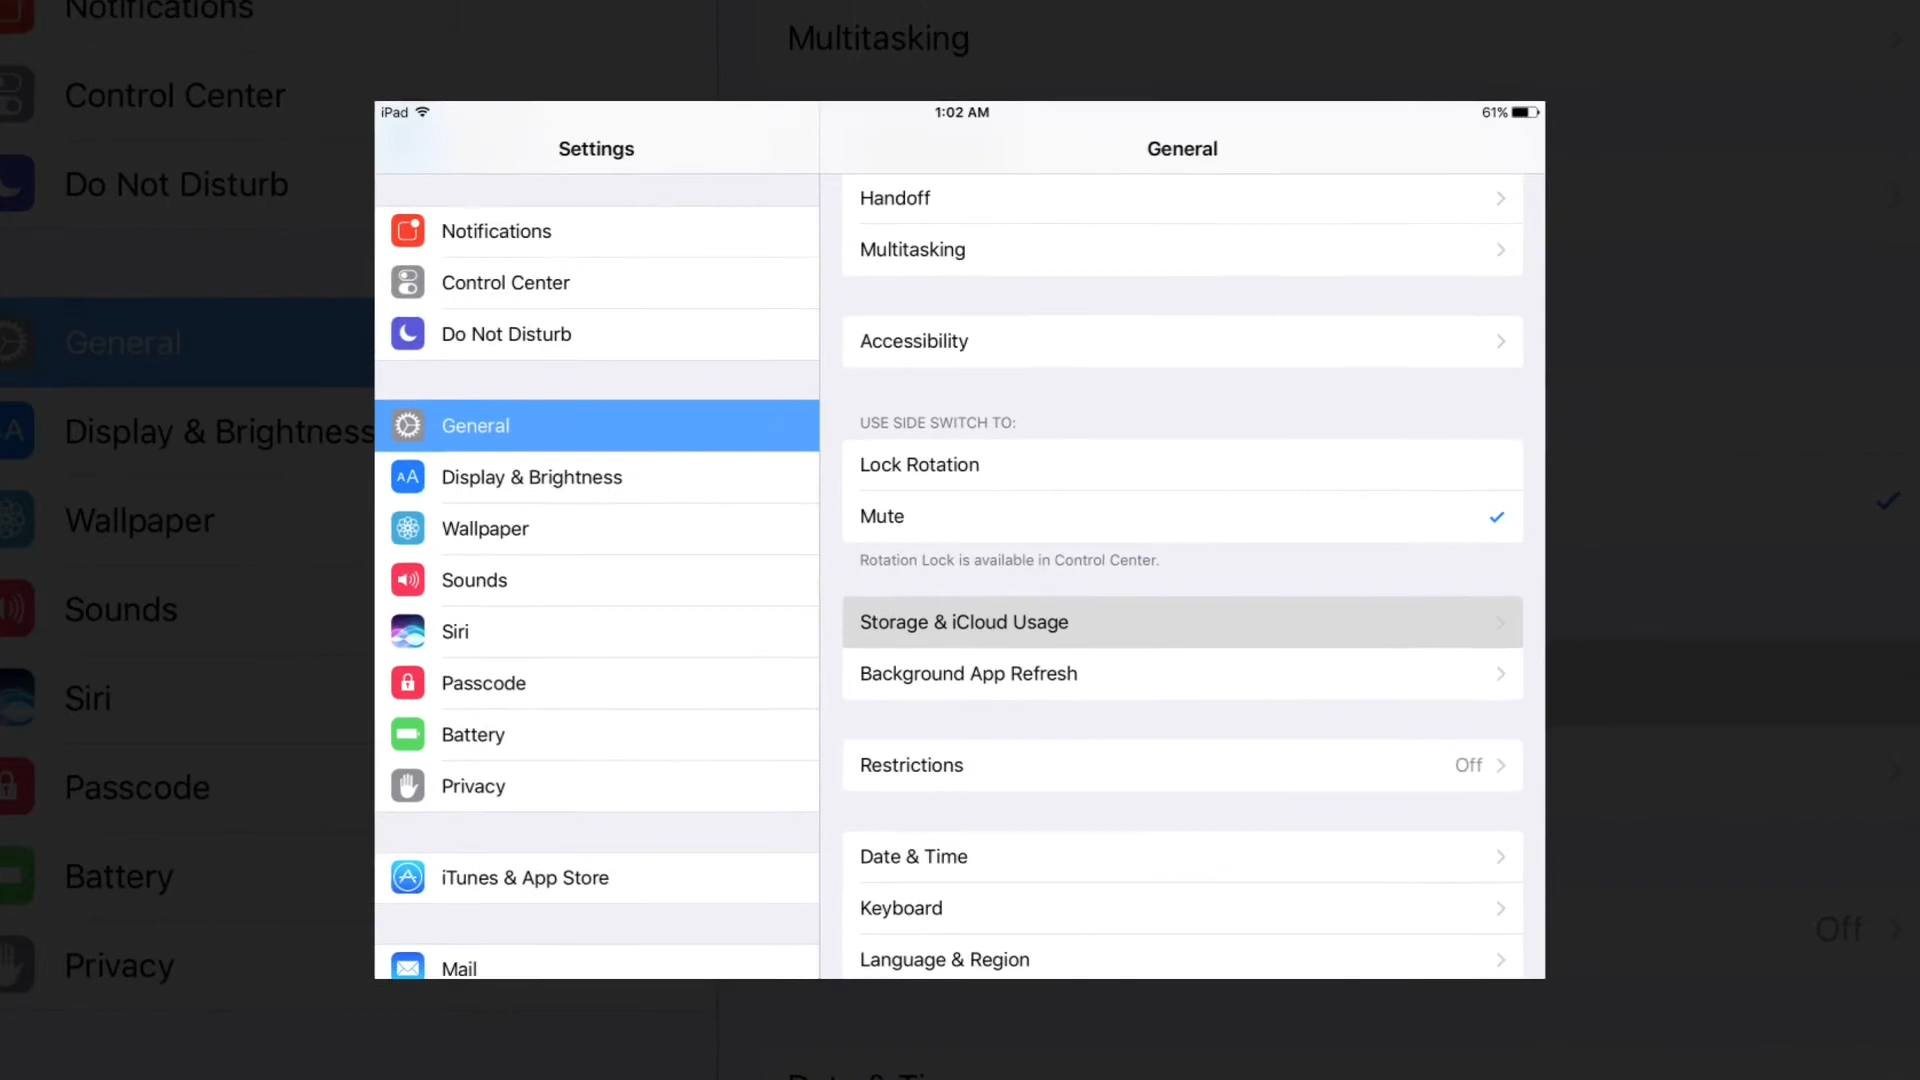 Notifications
Multitasking
Control Center
Do Not Disturb
General
Display & Brightness
Wallpaper
Sounds
Siri
Passcode
Battery
Privacy
Off
iPad
1:02 AM
61%
Settings
General
Notifications
Control Center
Do Not Disturb
General
AA
Display & Brightness
Wallpaper
Sounds
Siri
Passcode
Battery
Privacy
iTunes & App Store
Mail
Handoff
Multitasking
Accessibility
USE SIDE SWITCH TO:
Lock Rotation
Mute
Rotation Lock is available in Control Center.
Storage & iCloud Usage
Background App Refresh
Restrictions
Off
Date & Time
Keyboard
Language & Region